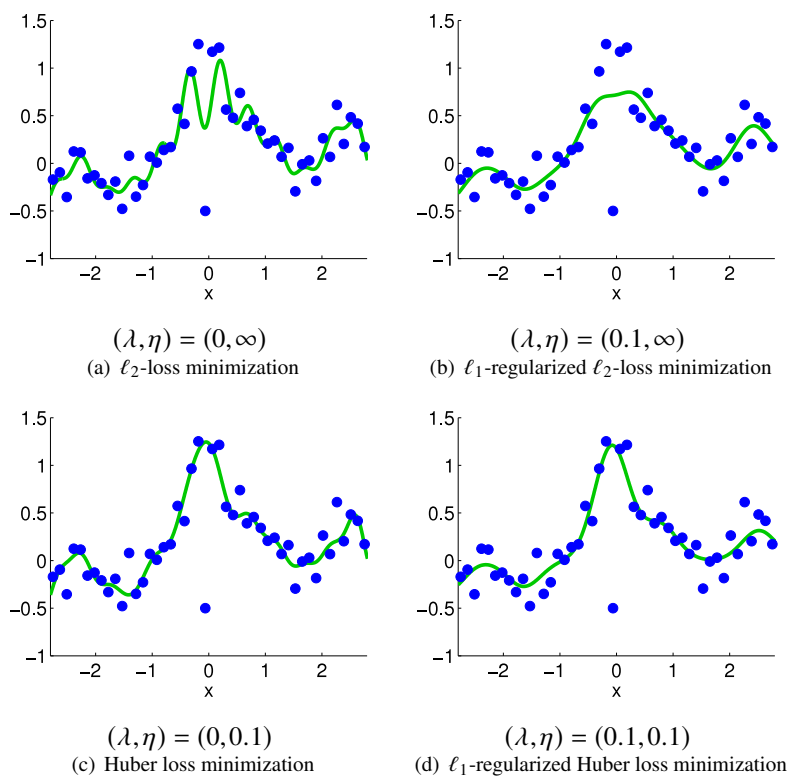 1.5
1
0.5
0
−0.5
−1
−2 −1 0 1 2
x
(λ,η) = (0,∞)
(a) ℓ2-loss minimization
1.5
1
0.5
0
−0.5
−1
−2 −1 0 1 2
x
(λ,η) = (0.1,∞)
(b) ℓ1-regularized ℓ2-loss minimization
1.5
1
0.5
0
−0.5
−1
−2 −1 0 1 2
x
(λ,η) = (0,0.1)
(c) Huber loss minimization
1.5
1
0.5
0
−0.5
−1
−2 −1 0 1 2
x
(λ,η) = (0.1,0.1)
(d) ℓ1-regularized Huber loss minimization